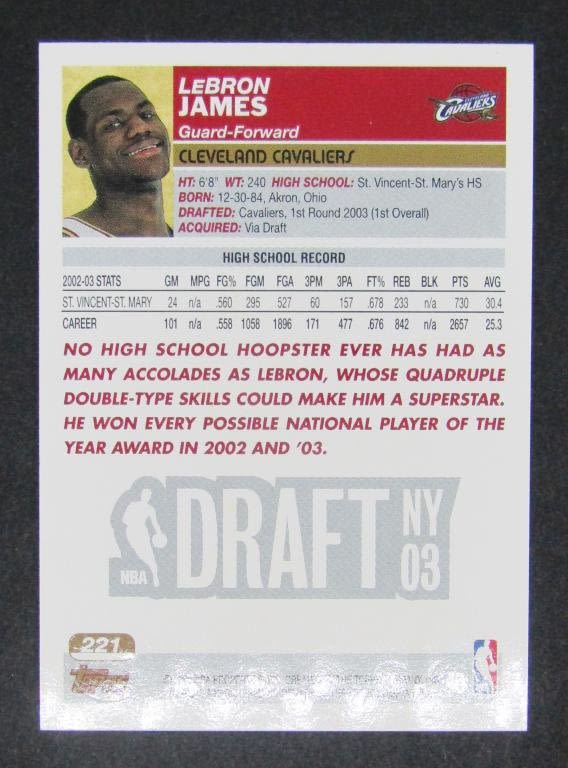 LEBRON
JAMES
Guard-Forward
CAVALIERS
CLEVELAND CAVALIERS
HT: 6'8" WT: 240 HIGH SCHOOL: St. Vincent-St. Mary's HS
BORN: 12-30-84, Akron, Ohio
DRAFTED: Cavaliers, 1st Round 2003 (1st Overall)
ACQUIRED: Via Draft
HIGH SCHOOL RECORD
2002-03 STATS GM MPG FG% FGM FGA 3PM 3PA FT% REB BLK PTS AVG
ST. VINCENT-ST. MARY 24 n/a .560 295 527 60 157 .678 233 n/a 730 30.4
CAREER 101 n/a .558 1058 1896 171 477 .676 842 n/a 2657 25.3
NO HIGH SCHOOL HOOPSTER EVER HAS HAD AS
MANY ACCOLADES AS LEBRON, WHOSE QUADRUPLE
DOUBLE-TYPE SKILLS COULD MAKE HIM A SUPERSTAR.
HE WON EVERY POSSIBLE NATIONAL PLAYER OF THE
YEAR AWARD IN 2002 AND '03.
NBA DRAFT NY 03
221
Topps